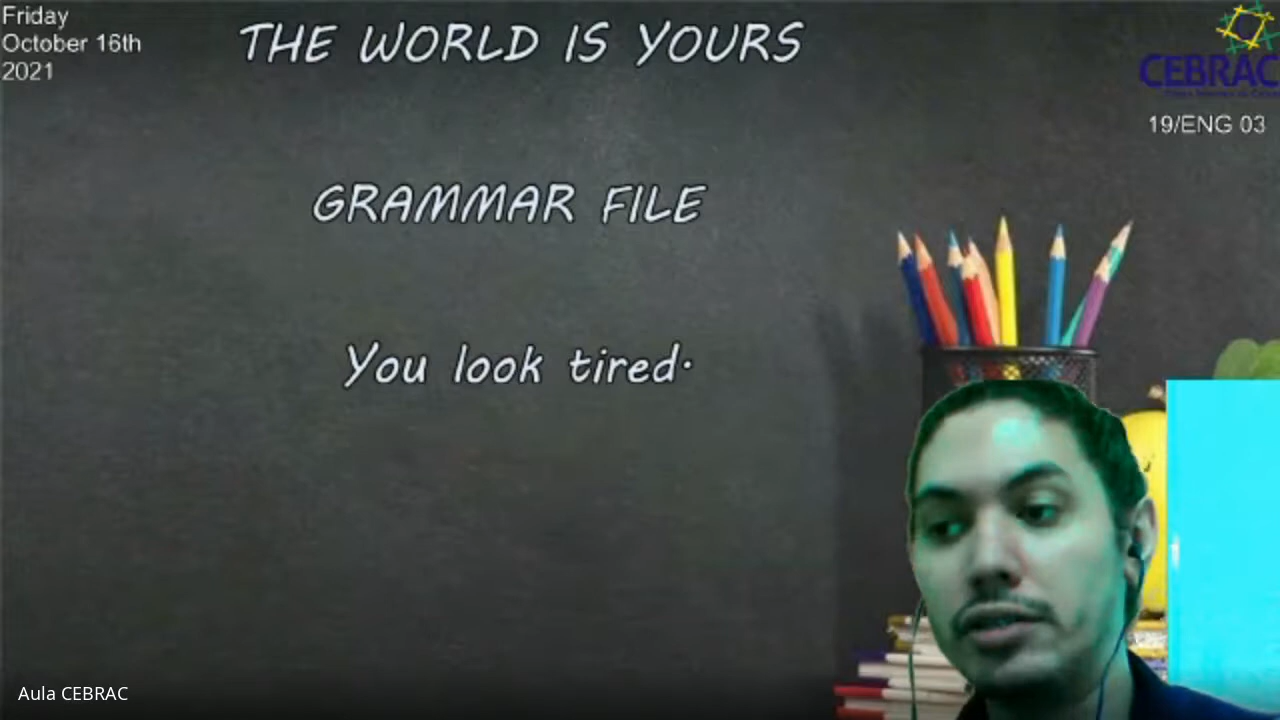 Friday
October 16th
2021
THE WORLD IS YOURS
CEBRAC
19/ENG 03
GRAMMAR FILE
You look tired.
Aula CEBRAC